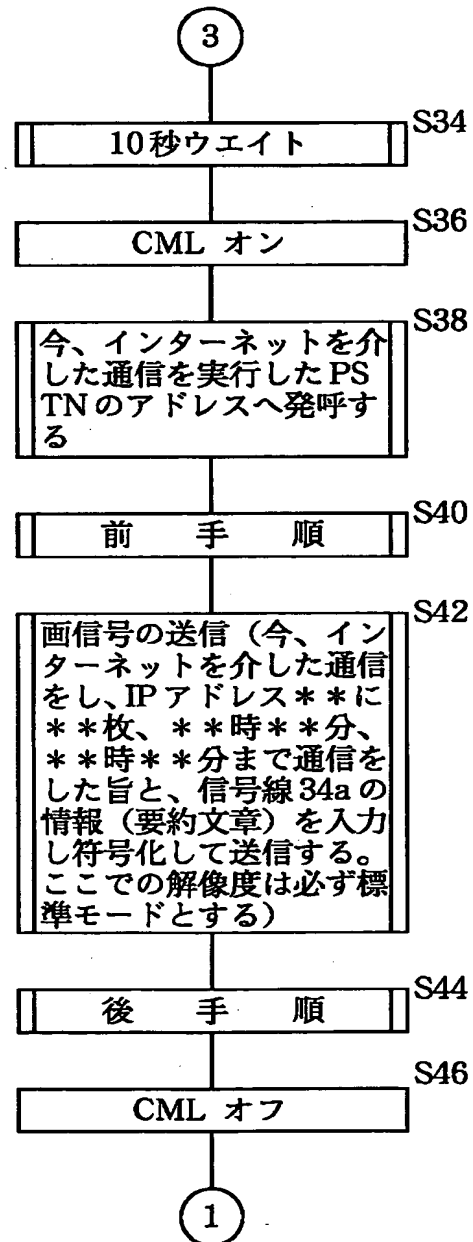 3
S34
10秒ウエイト
S36
CML オン
S38
今、インターネットを介
した通信を実行したPS
TNのアドレスへ発呼す
る
S40
前 手 順
S42
画信号の送信（今、イン
ターネットを介した通信
をし、IPアドレス＊＊に
＊＊枚、＊＊時＊＊分、
＊＊時＊＊分まで通信を
した旨と、信号線34aの
情報（要約文章）を入力
し符号化して送信する。
ここでの解像度は必ず標
準モードとする）
S44
後 手 順
S46
CML オフ
1